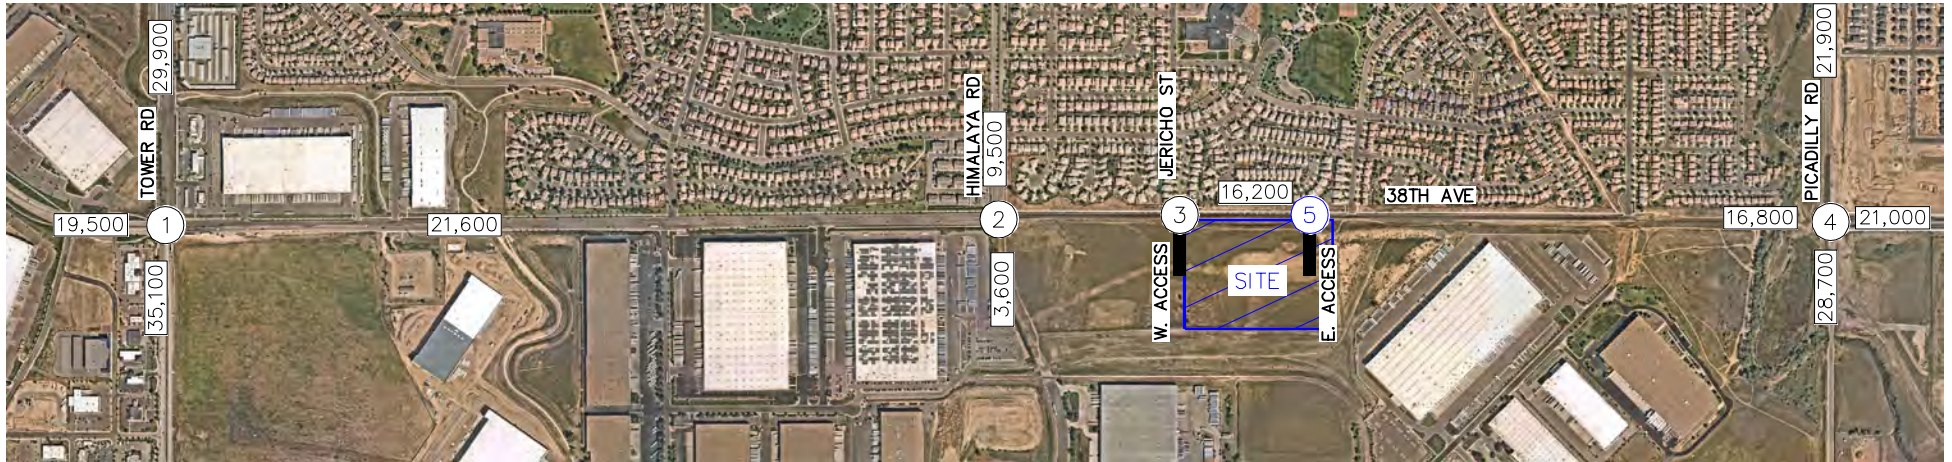 29,900
TOWER RD
19,500
1
21,600
35,100
HIMALAYA RD
9,500
2
3,600
JERICHO ST
3
16,200
5
38TH AVE
W. ACCESS
SITE
E. ACCESS
21,900
PICADILLY RD
16,800
4
21,000
28,700